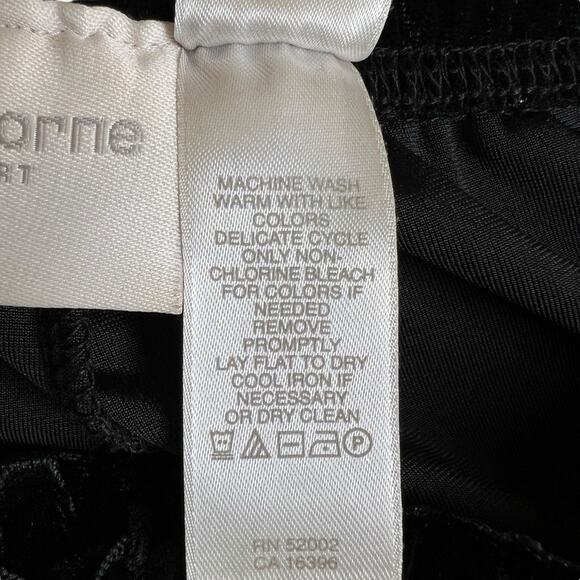 orne
RT
MACHINE WASH
WARM WITH LIKE
COLORS
DELICATE CYCLE
ONLY NON-
CHLORINE BLEACH
FOR COLORS IF
NEEDED
REMOVE
PROMPTLY
LAY FLAT TO DRY
COOL IRON IF
NECESSARY
OR DRY CLEAN
P
RN 52002
CA 16396